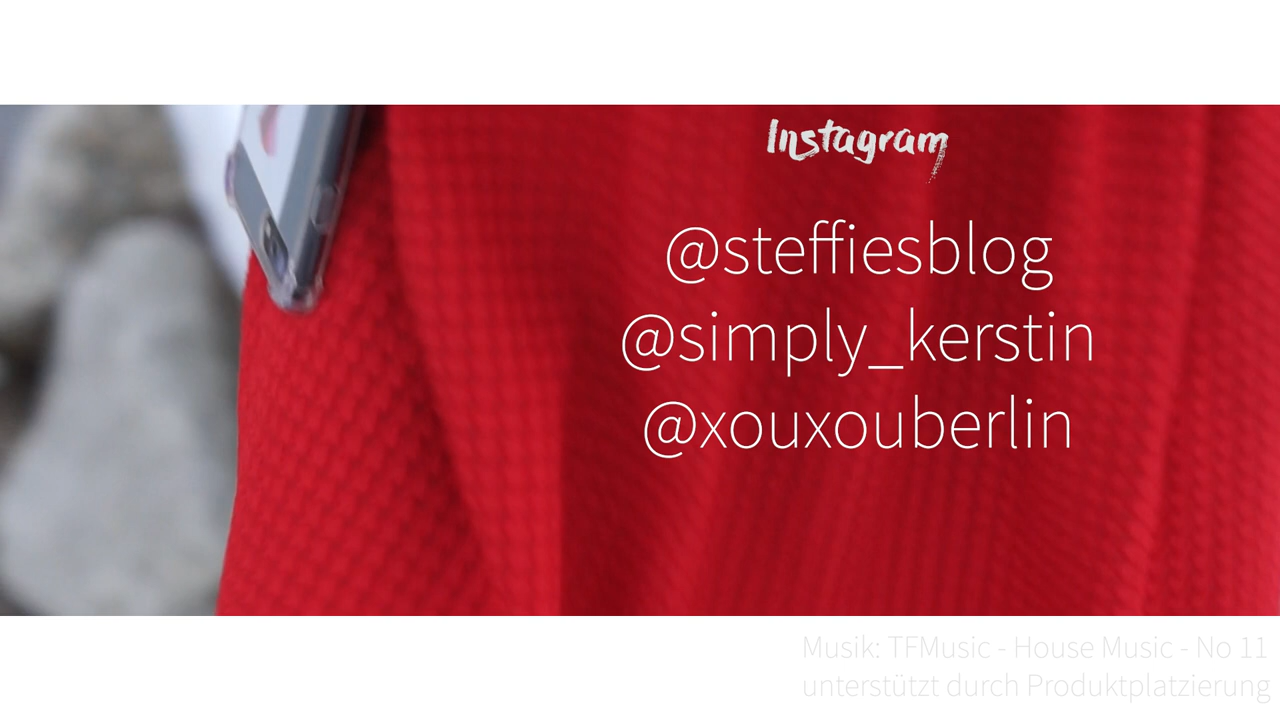 Instagram
@steffiesblog
@simply_kerstin
@xouxouberlin
Musik: TFMusic - House Music - No 11
unterstützt durch Produktplatzierung